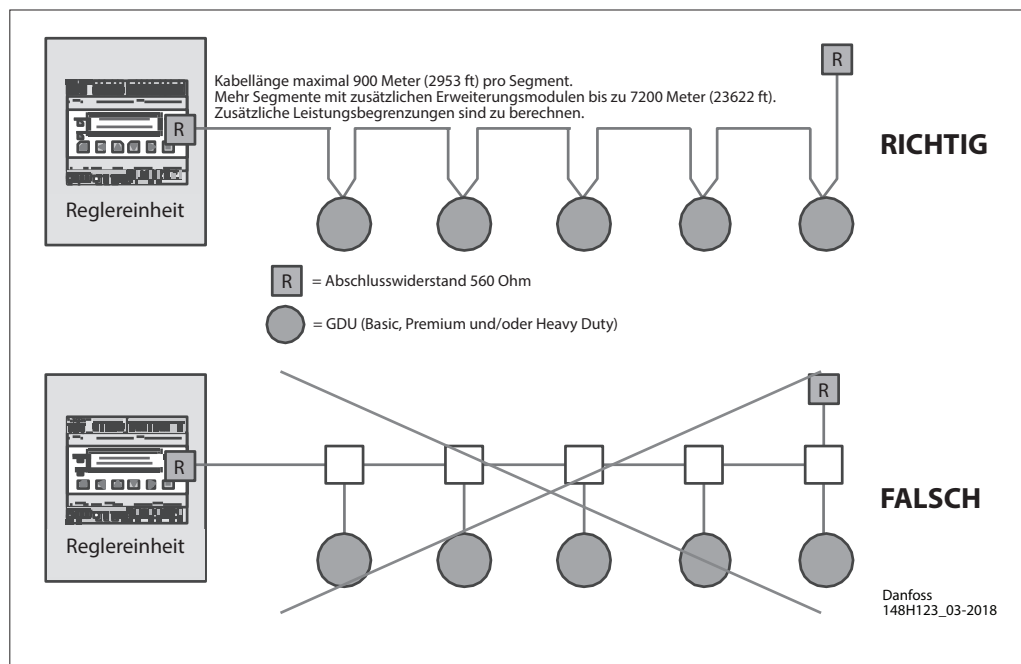 Kabellänge maximal 900 Meter (2953 ft) pro Segment.
Mehr Segmente mit zusätzlichen Erweiterungsmodulen bis zu 7200 Meter (23622 ft).
Zusätzliche Leistungsbegrenzungen sind zu berechnen.
R
R
RICHTIG
Reglereinheit
R = Abschlusswiderstand 560 Ohm
= GDU (Basic, Premium und/oder Heavy Duty)
R
R
FALSCH
Reglereinheit
Danfoss
148H123_03-2018